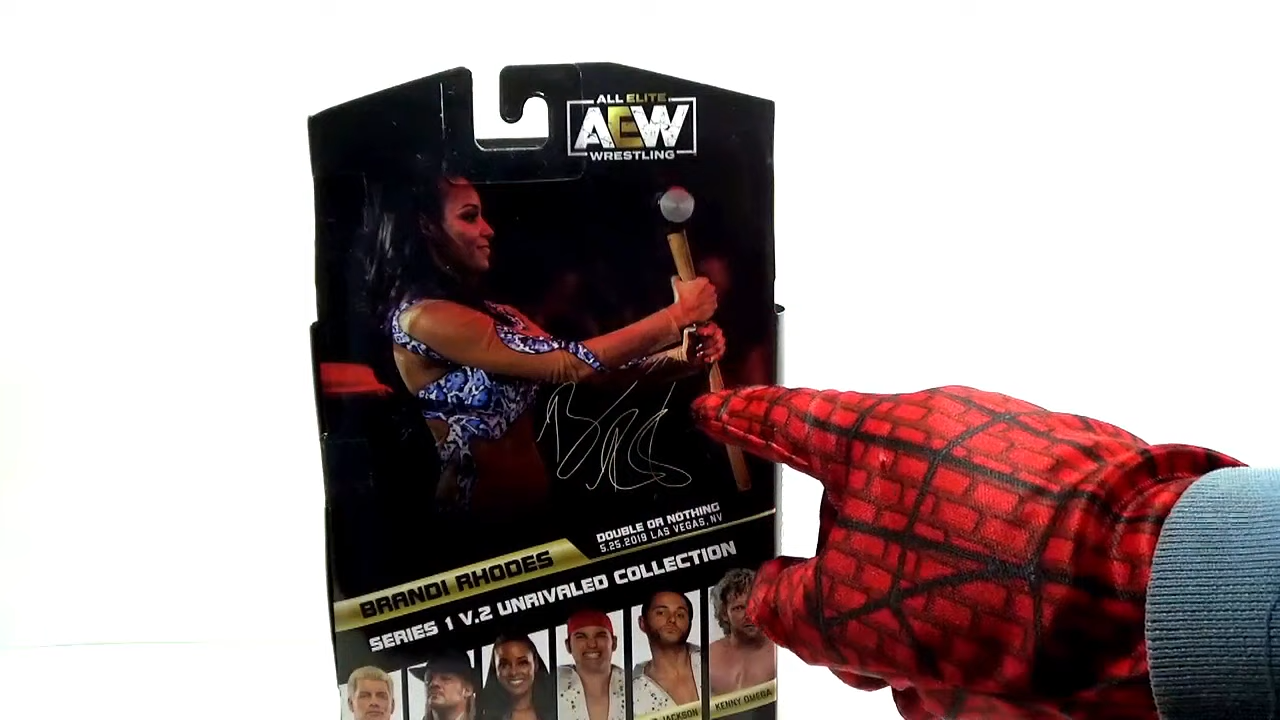 ALL ELITE
AEW
WRESTLING
DOUBLE OR NOTHING
5.25.2019 LAS VEGAS, NV
BRANDI RHODES
SERIES 1 V.2 UNRIVALED COLLECTION
JACKSON
KENNY OMEGA